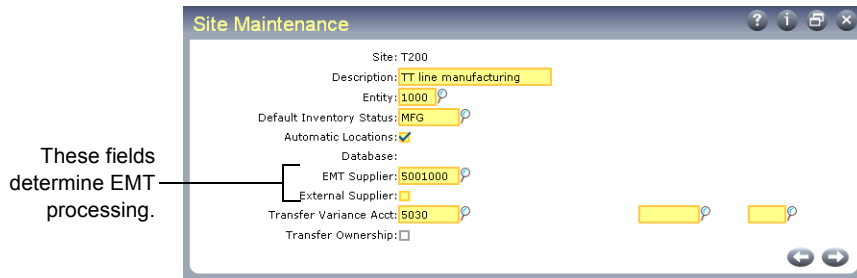 Site Maintenance
Site: T200
Description: TT line manufacturing
Entity: 1000
Default Inventory Status: MFG
Automatic Locations:
Database:
EMT Supplier: 5001000
External Supplier:
Transfer Variance Acct: 5030
Transfer Ownership:
These fields
determine EMT
processing.